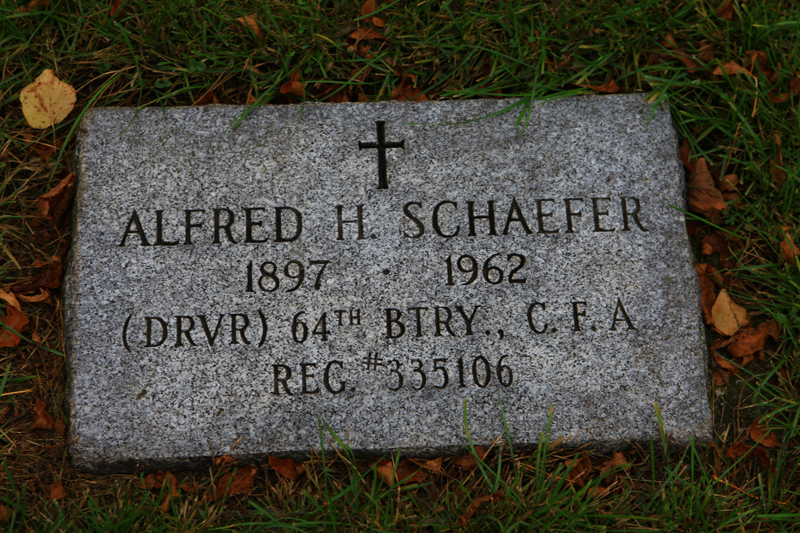 ALFRED H. SCHAEFER
1897 · 1962
(DRVR) 64TH BTRY., C. F. A.
REG. #335106